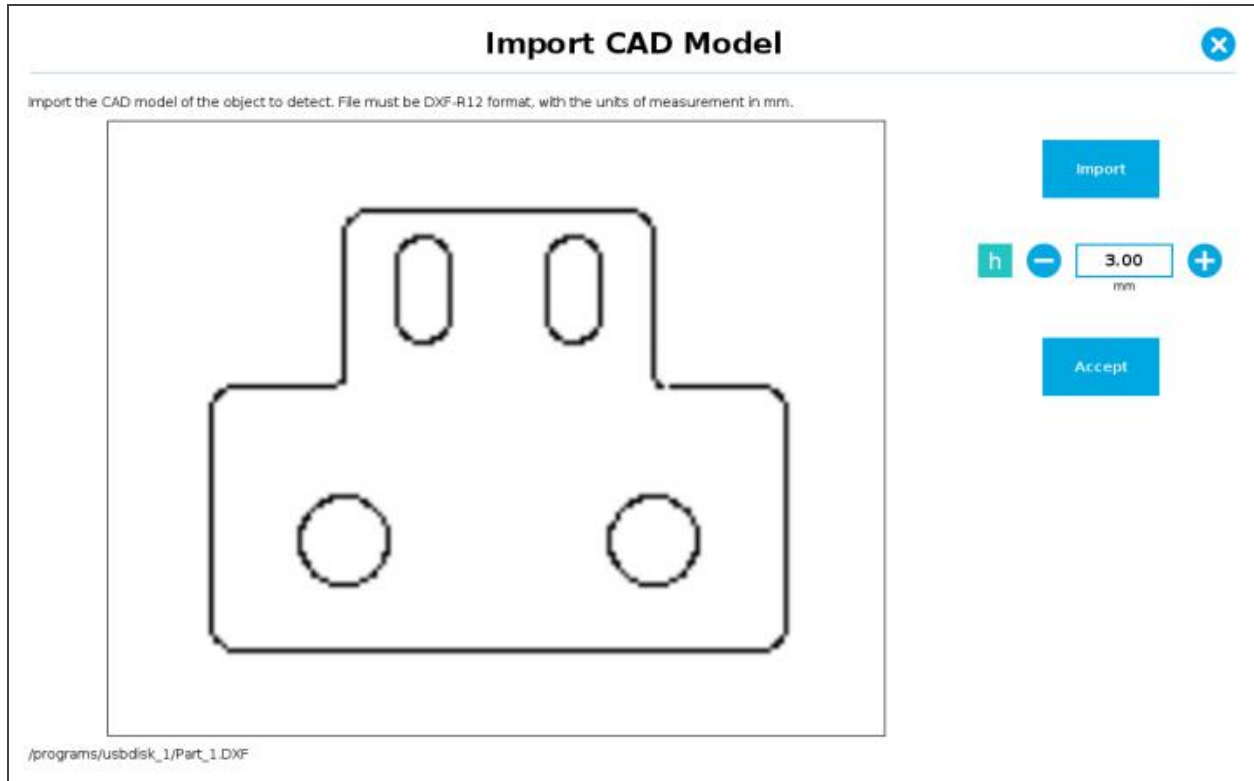 Import CAD Model
Import the CAD model of the object to detect. File must be DXF-R12 format, with the units of measurement in mm.
Import
h
3.00
mm
Accept
/programs/usbdisk_1/Part_1.DXF